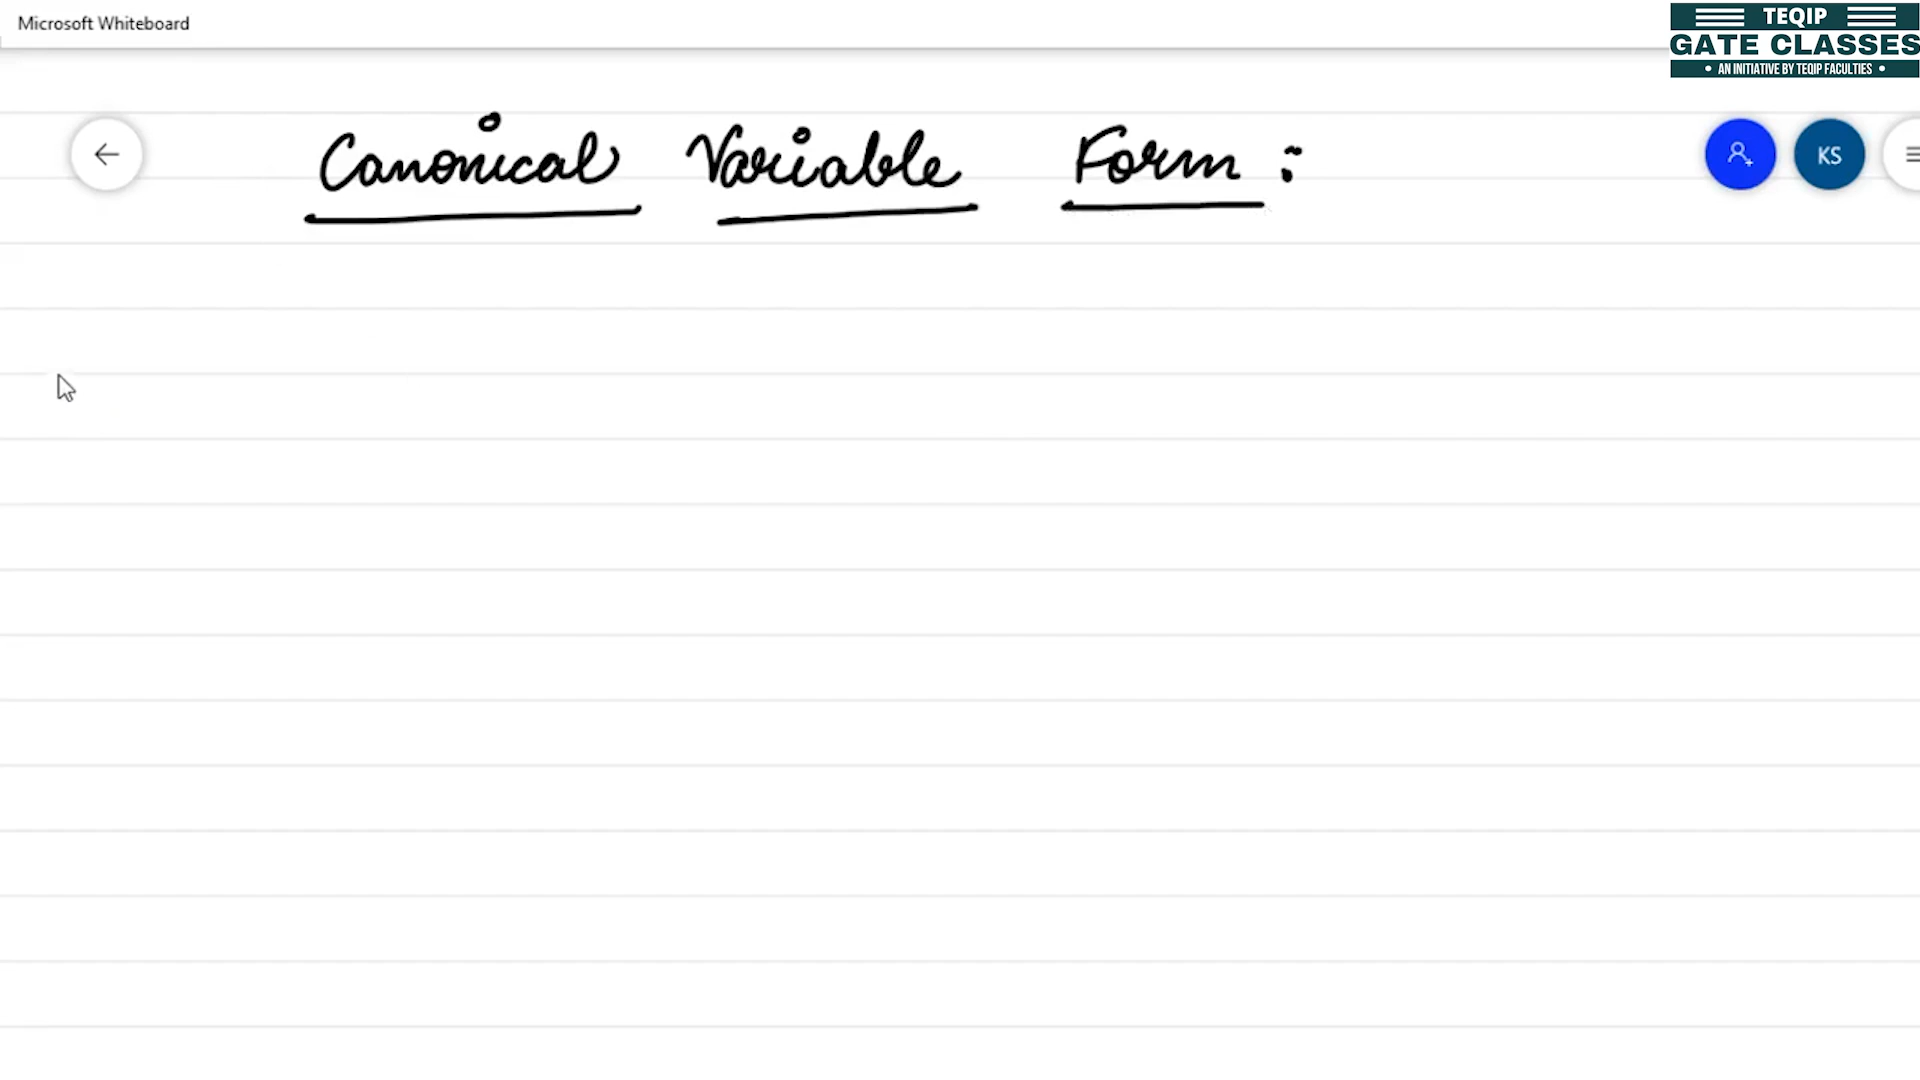 Microsoft Whiteboard
TEQIP
GATE CLASSES
• AN INITIATIVE BY TEQIP FACULTIES •
Canonical Variable Form :
KS